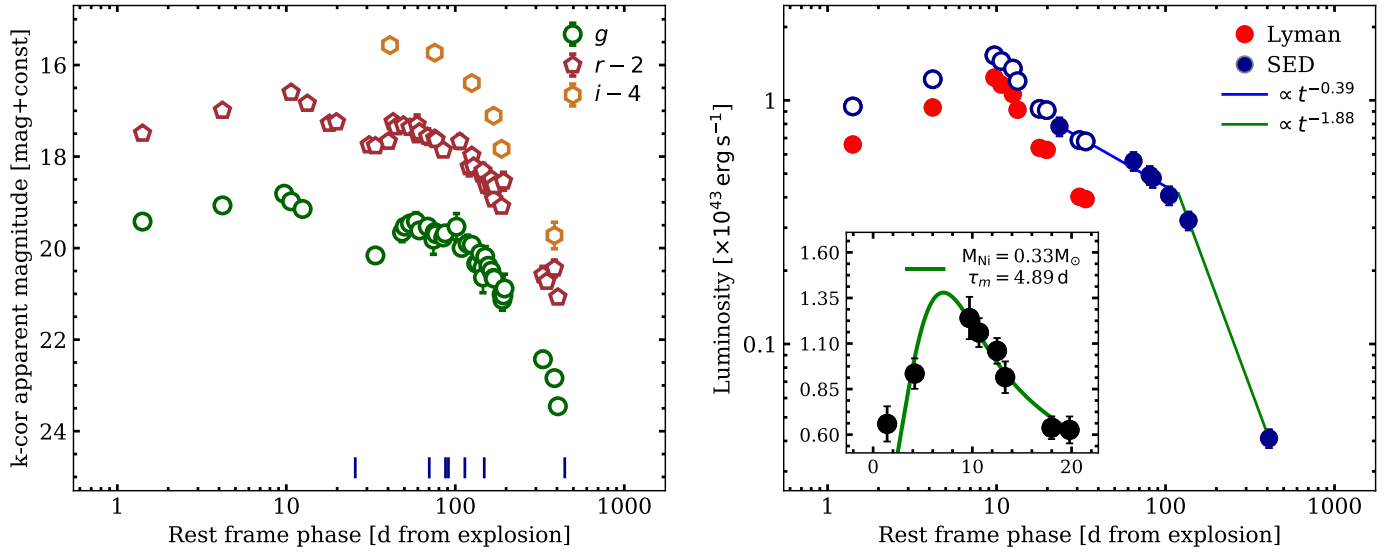 16
18
20
22
24
k-cor apparent magnitude [mag+const]
g
r − 2
i − 4
1
10
100
1000
Rest frame phase [d from explosion]
Luminosity [×10⁴³ erg s⁻¹]
1
0.1
Lyman
SED
∝ t⁻⁰·³⁹
∝ t⁻¹·⁸⁸
M_Ni = 0.33M_⊙
τ_m = 4.89 d
1.60
1.35
1.10
0.85
0.60
0
10
20
1
10
100
1000
Rest frame phase [d from explosion]